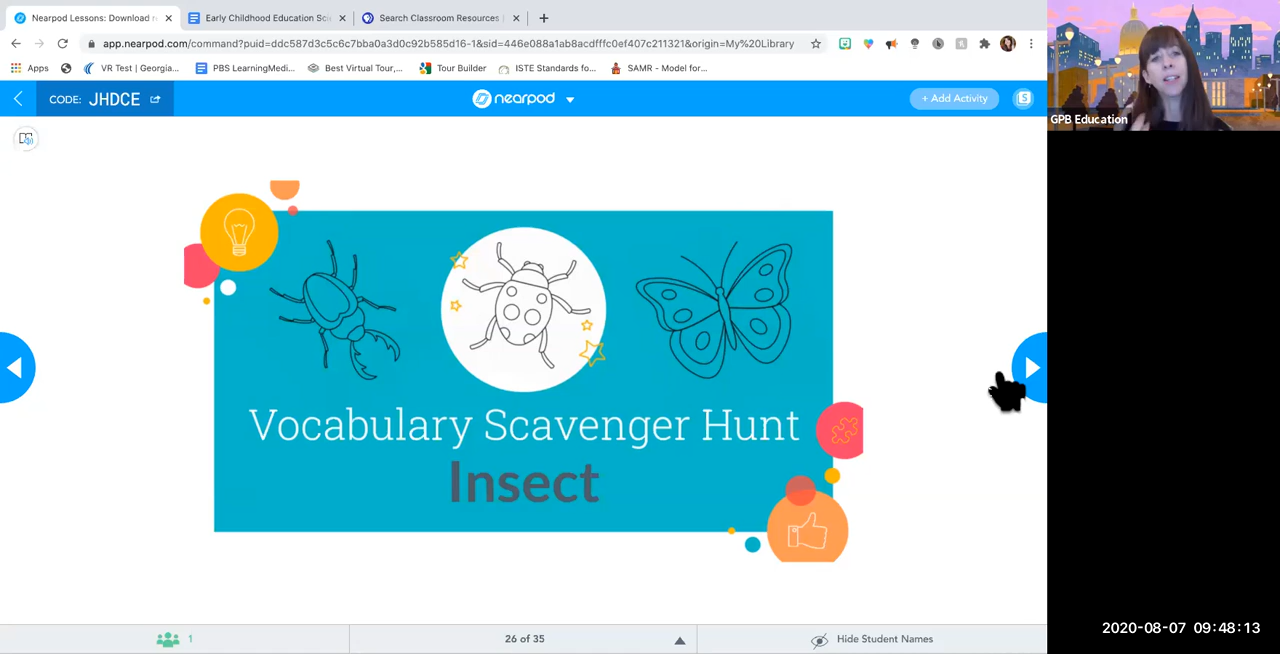 Nearpod: Download r
Early Childhood Education Sci
Search Classroom Resources
app.nearpod.com/command?puid=ddc587d3c5c6c7bba0a3d0c92b585d16-1&sid=446e088a1ab8acdfffc0ef407c211321&origin=My%20Library
Apps
VR Test | Georgia...
PBS LearningMedi...
Best Virtual Tour,...
Tour Builder
ISTE Standards fo...
SAMR - Model for...
CODE: JHDCE
nearpod
+ Add Activity
S
GPB Education
Vocabulary Scavenger Hunt
Insect
1
26 of 35
Hide Student Names
2020-08-07 09:48:13